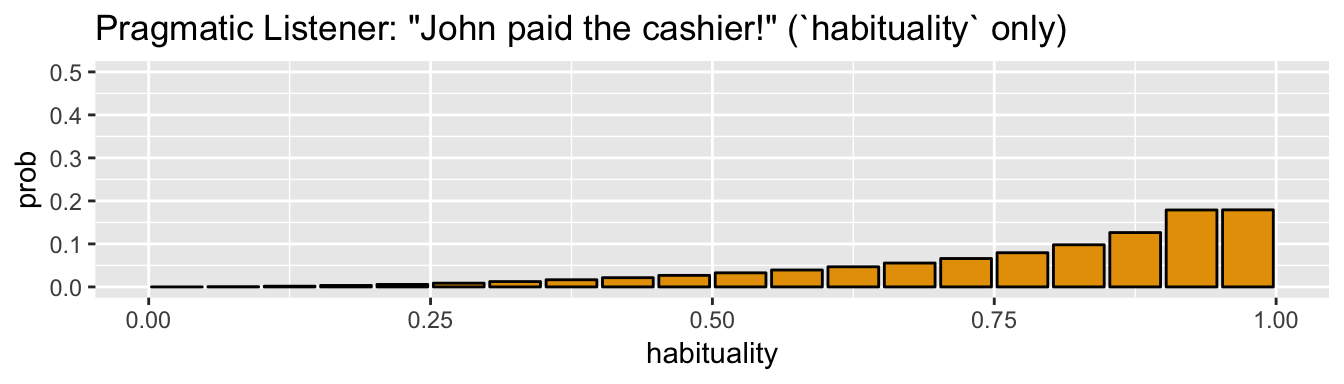 Pragmatic Listener: "John paid the cashier!" (`habituality` only)
prob
0.5
0.4
0.3
0.2
0.1
0.0
0.00 0.25 0.50 0.75 1.00
habituality